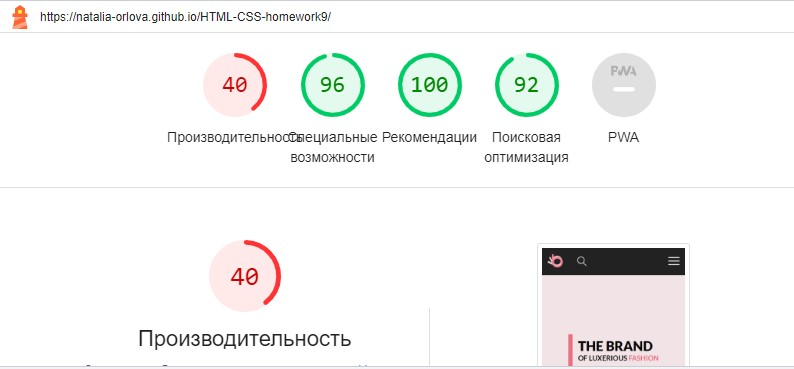 https://natalia-orlova.github.io/HTML-CSS-homework9/
40 96 100 92 PWA
Производительность Специальные возможности Рекомендации Поисковая оптимизация PWA
40
Производительность
THE BRAND
OF LUXERIOUS FASHION